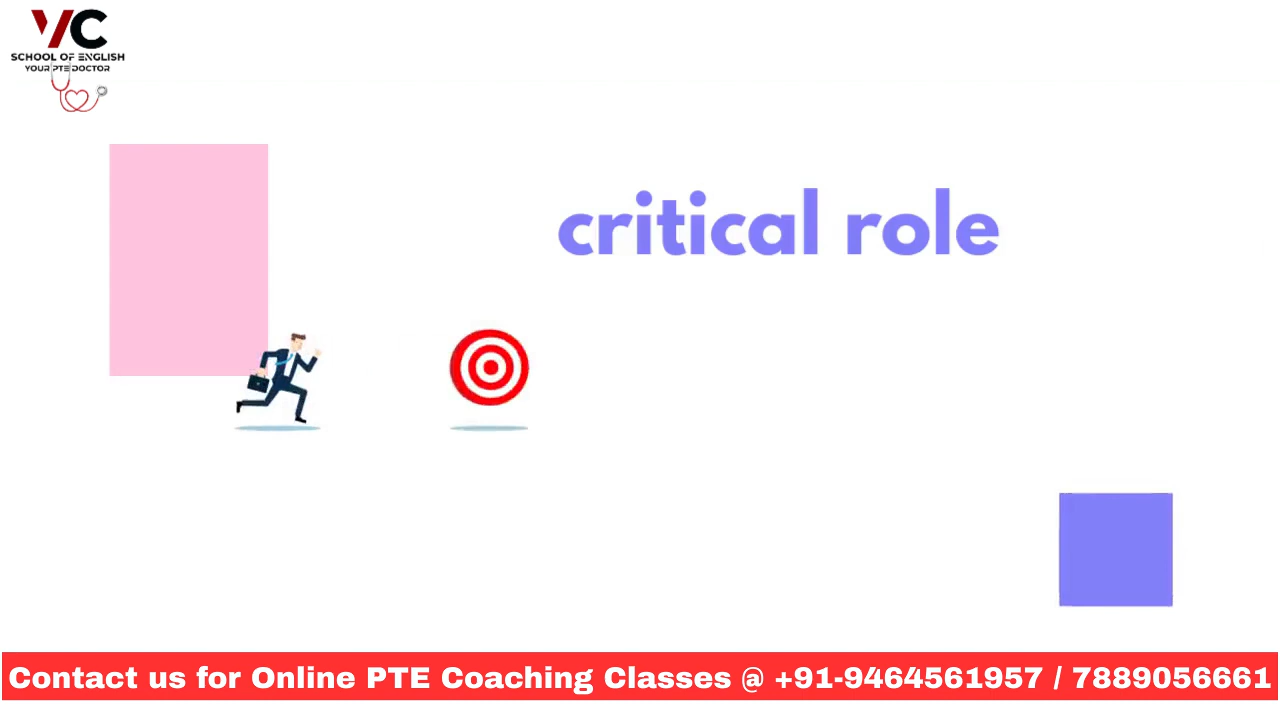 VC
SCHOOL OF ENGLISH
YOUR PTE DOCTOR
critical role
Contact us for Online PTE Coaching Classes @ +91-9464561957 / 7889056661